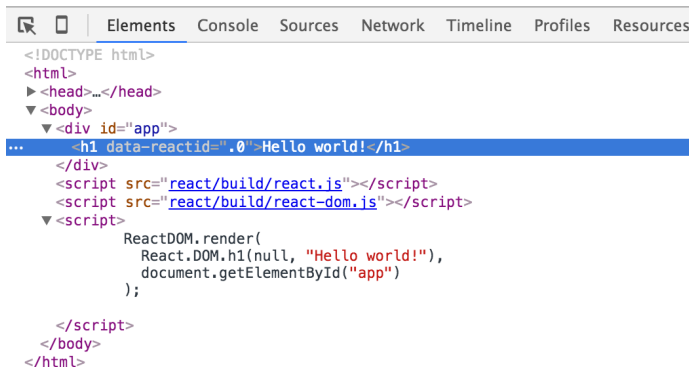 Elements Console Sources Network Timeline Profiles Resources
<!DOCTYPE html>
<html>
<head>…</head>
<body>
<div id="app">
<h1 data-reactid=".0">Hello world!</h1>
</div>
<script src="react/build/react.js"></script>
<script src="react/build/react-dom.js"></script>
<script>
ReactDOM.render(
React.DOM.h1(null, "Hello world!"),
document.getElementById("app")
);
</script>
</body>
</html>